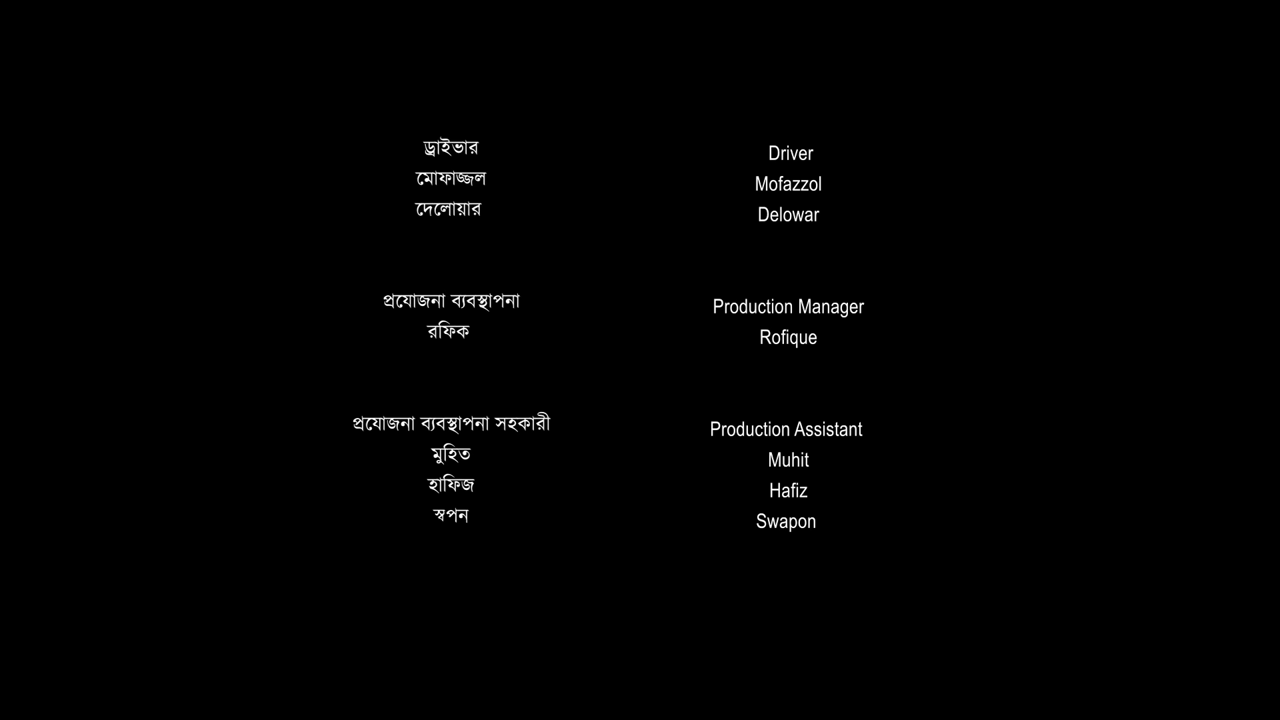 ড্রাইভার
মোফাজ্জল
দেলোয়ার
প্রযোজনা ব্যবস্থাপনা
রফিক
প্রযোজনা ব্যবস্থাপনা সহকারী
মুহিত
হাফিজ
স্বপন
Driver
Mofazzol
Delowar
Production Manager
Rofique
Production Assistant
Muhit
Hafiz
Swapon